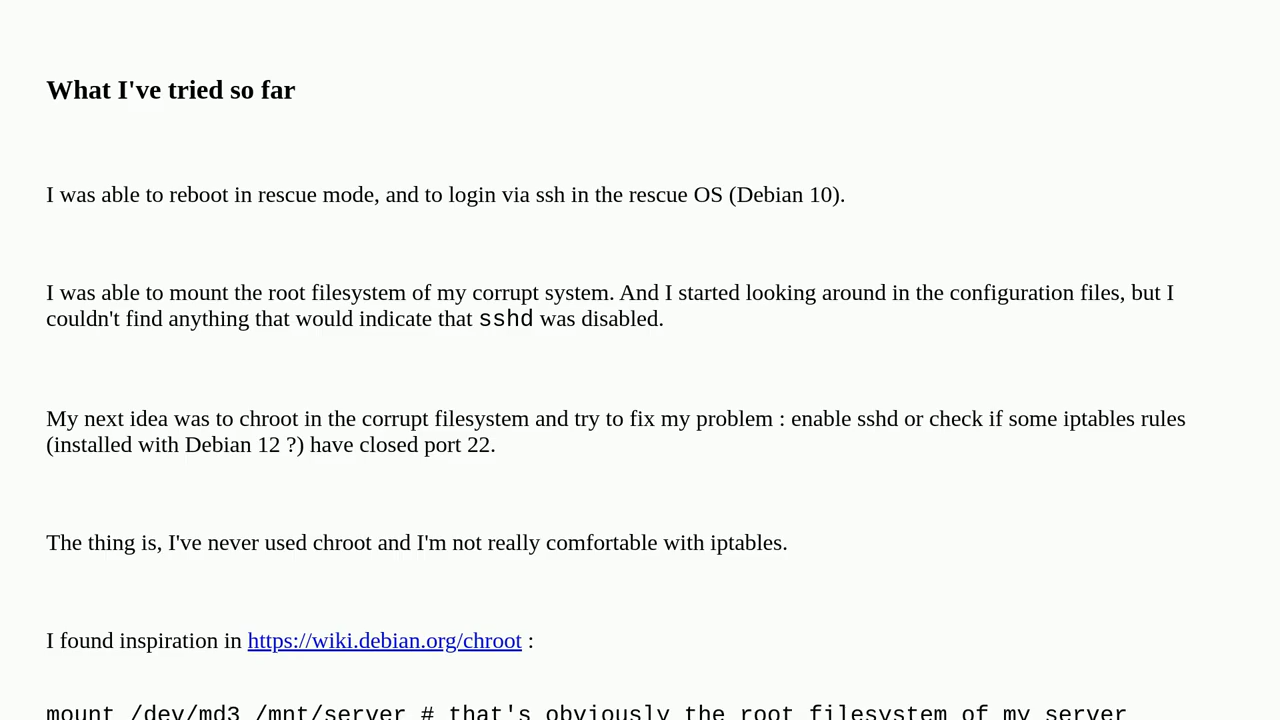 What I've tried so far
I was able to reboot in rescue mode, and to login via ssh in the rescue OS (Debian 10).
I was able to mount the root filesystem of my corrupt system. And I started looking around in the configuration files, but I
couldn't find anything that would indicate that sshd was disabled.
My next idea was to chroot in the corrupt filesystem and try to fix my problem : enable sshd or check if some iptables rules
(installed with Debian 12 ?) have closed port 22.
The thing is, I've never used chroot and I'm not really comfortable with iptables.
I found inspiration in https://wiki.debian.org/chroot :
mount /dev/md3 /mnt/server # that's obviously the root filesystem of my server